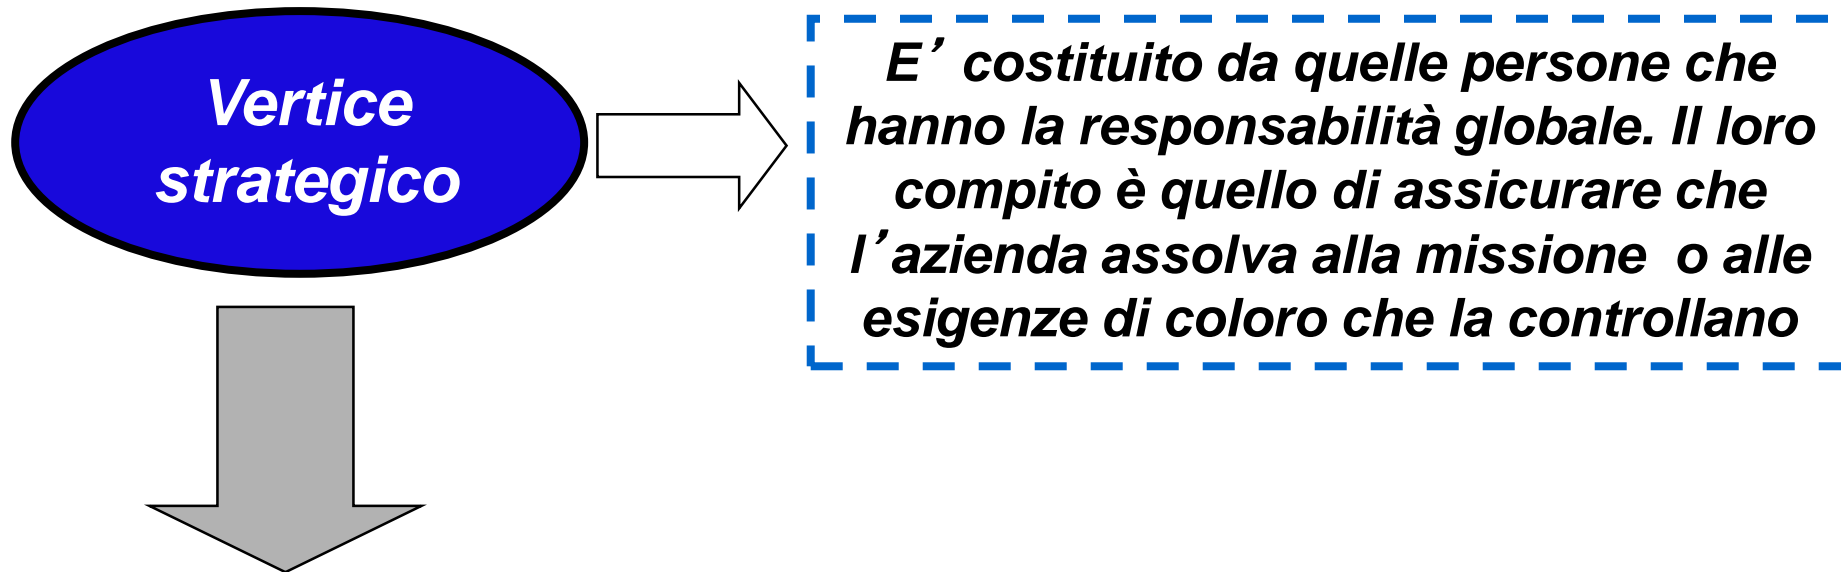 Vertice
strategico
E’ costituito da quelle persone che
hanno la responsabilità globale. Il loro
compito è quello di assicurare che
l’azienda assolva alla missione o alle
esigenze di coloro che la controllano